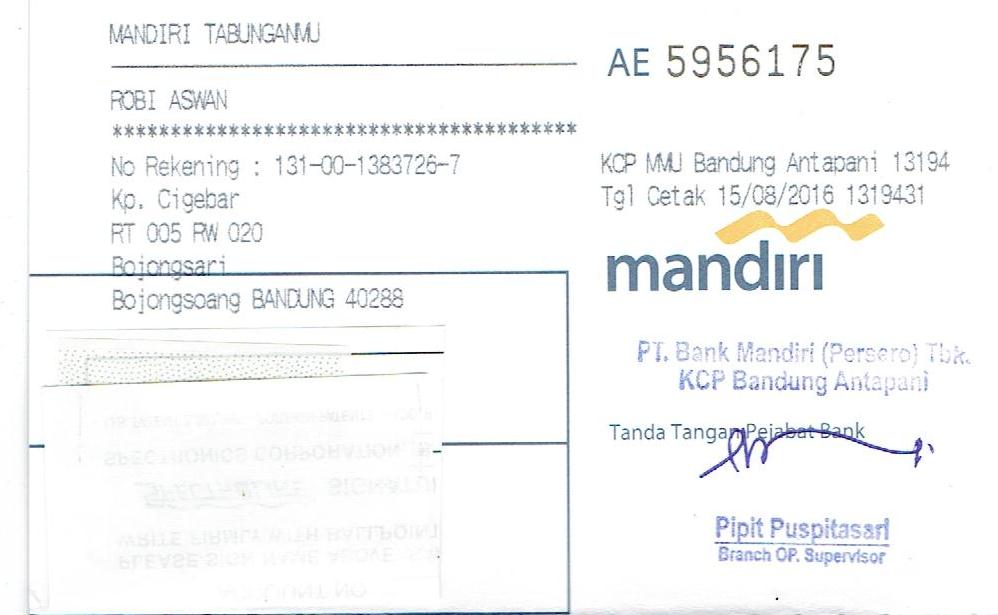 MANDIRI TABUNGANMU
ROBI ASWAN
****************************************
No Rekening : 131-00-1383726-7
Kp. Cigebar
RT 005 RW 020
Bojongsari
Bojongsoang BANDUNG 40288
AE 5956175
KCP MMU Bandung Antapani 13194
Tgl Cetak 15/08/2016 1319431
mandiri
PT. Bank Mandiri (Persero) Tbk.
KCP Bandung Antapani
Tanda Tangan Pejabat Bank
Pipit Puspitasari
Branch OP. Supervisor
SPECTRONICS CORPORATION
SPECTROLINE SIGNATU
WRITE FIRMLY WITH BALLPOINT
PLEASE SIGN NAME ABOVE
ACCOUNT NO